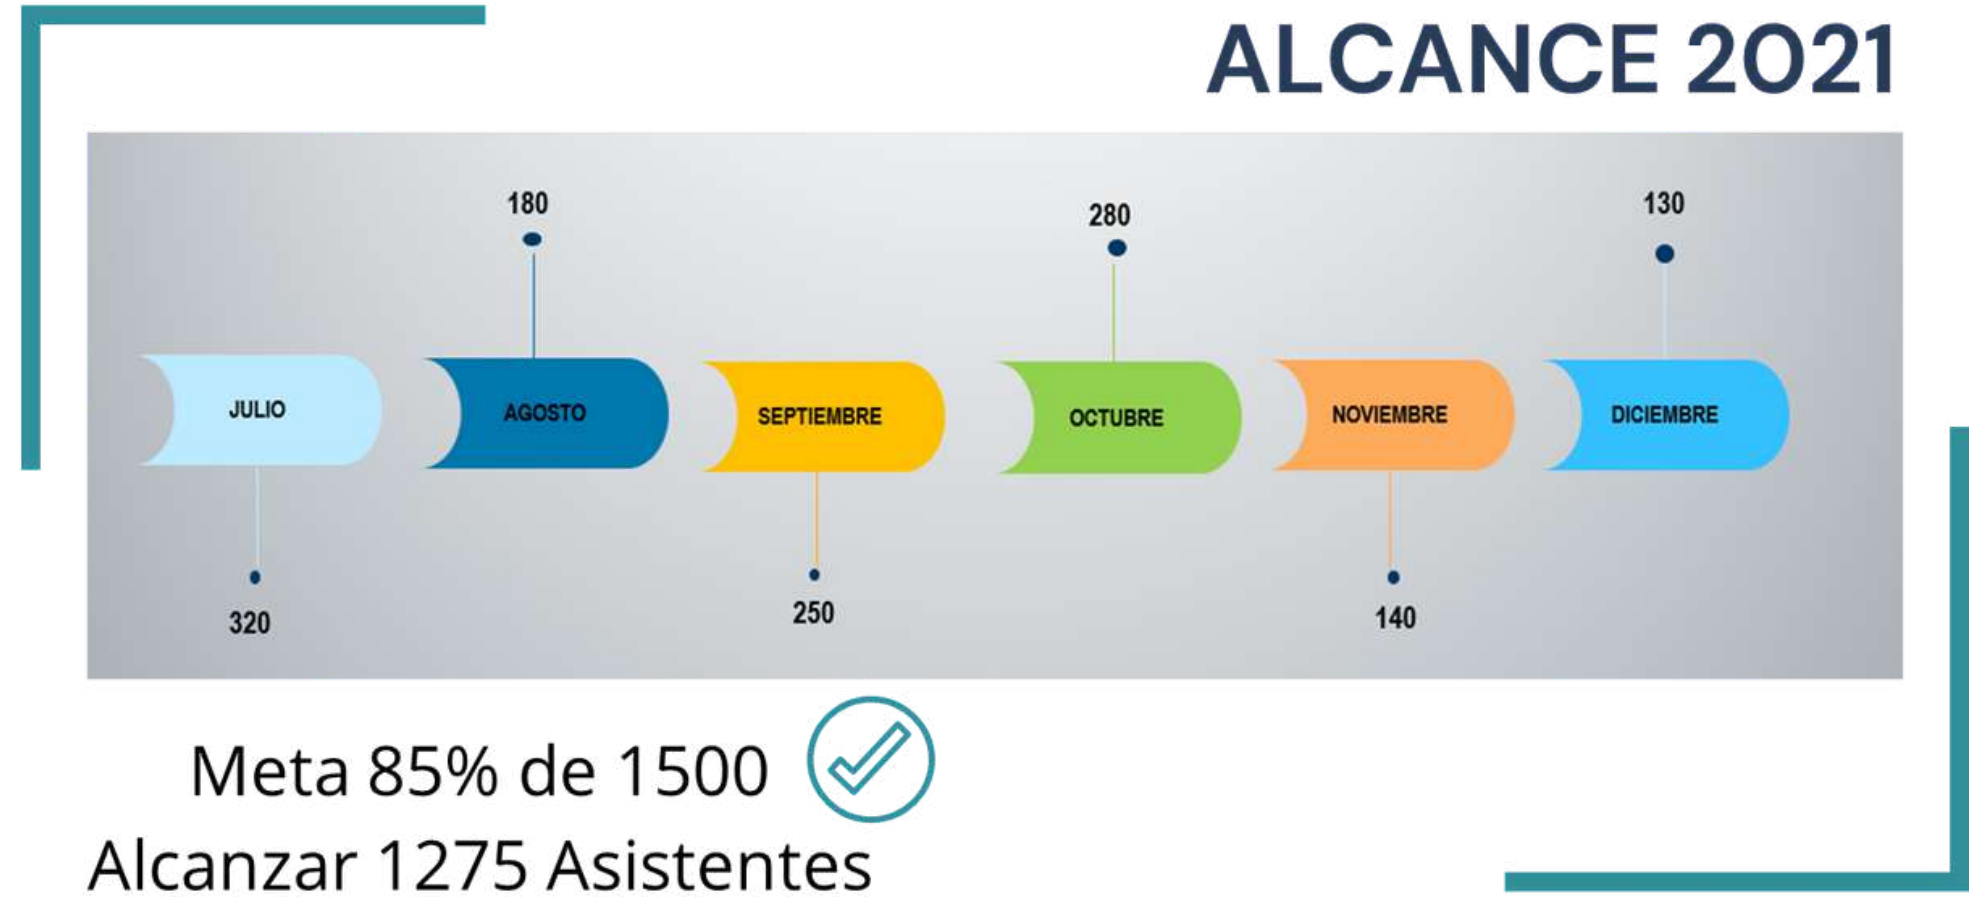 ALCANCE 2021
180
280
130
JULIO
AGOSTO
SEPTIEMBRE
OCTUBRE
NOVIEMBRE
DICIEMBRE
320
250
140
Meta 85% de 1500
Alcanzar 1275 Asistentes